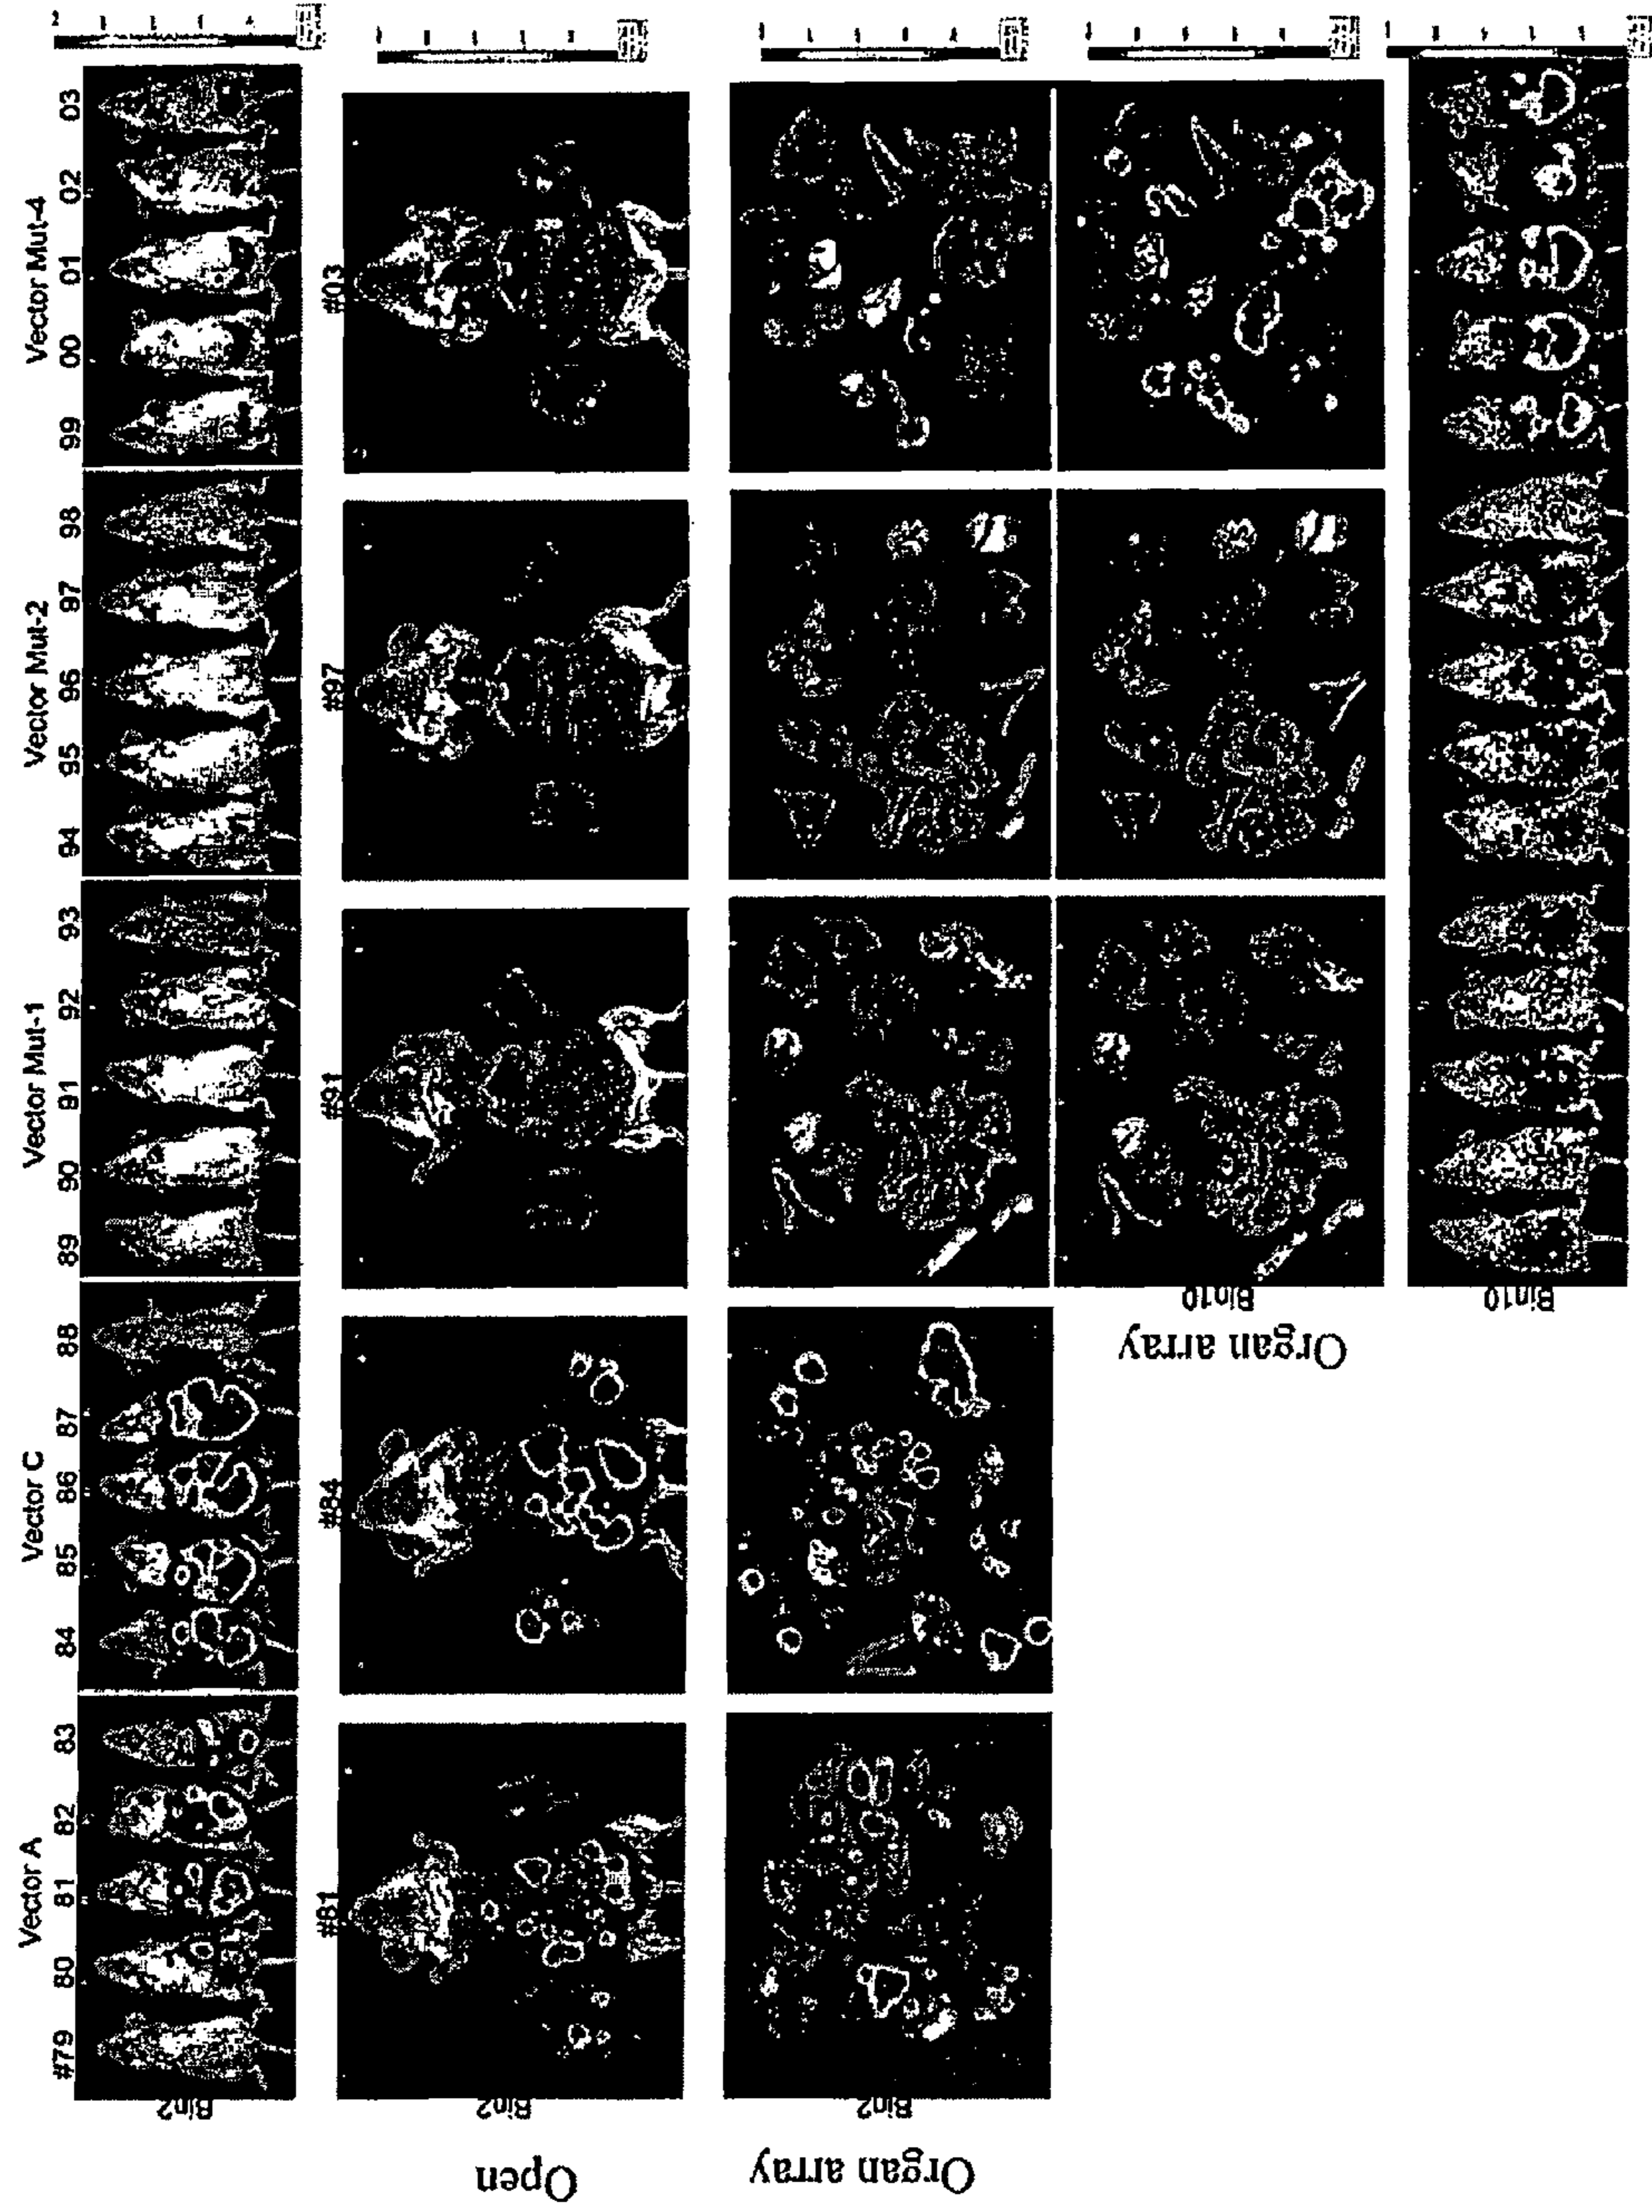 Vector A
Vector C
Vector Mut-1
Vector Mut-2
Vector Mut-4
#79 80 81 82 83
84 85 86 87 88
89 90 91 92 93
94 95 96 97 98
99 00 01 02 03
Bin2
#81
#84
#91
#97
#03
Bin2
Open
Bin2
Organ array
Bin10
Organ array
Bin10